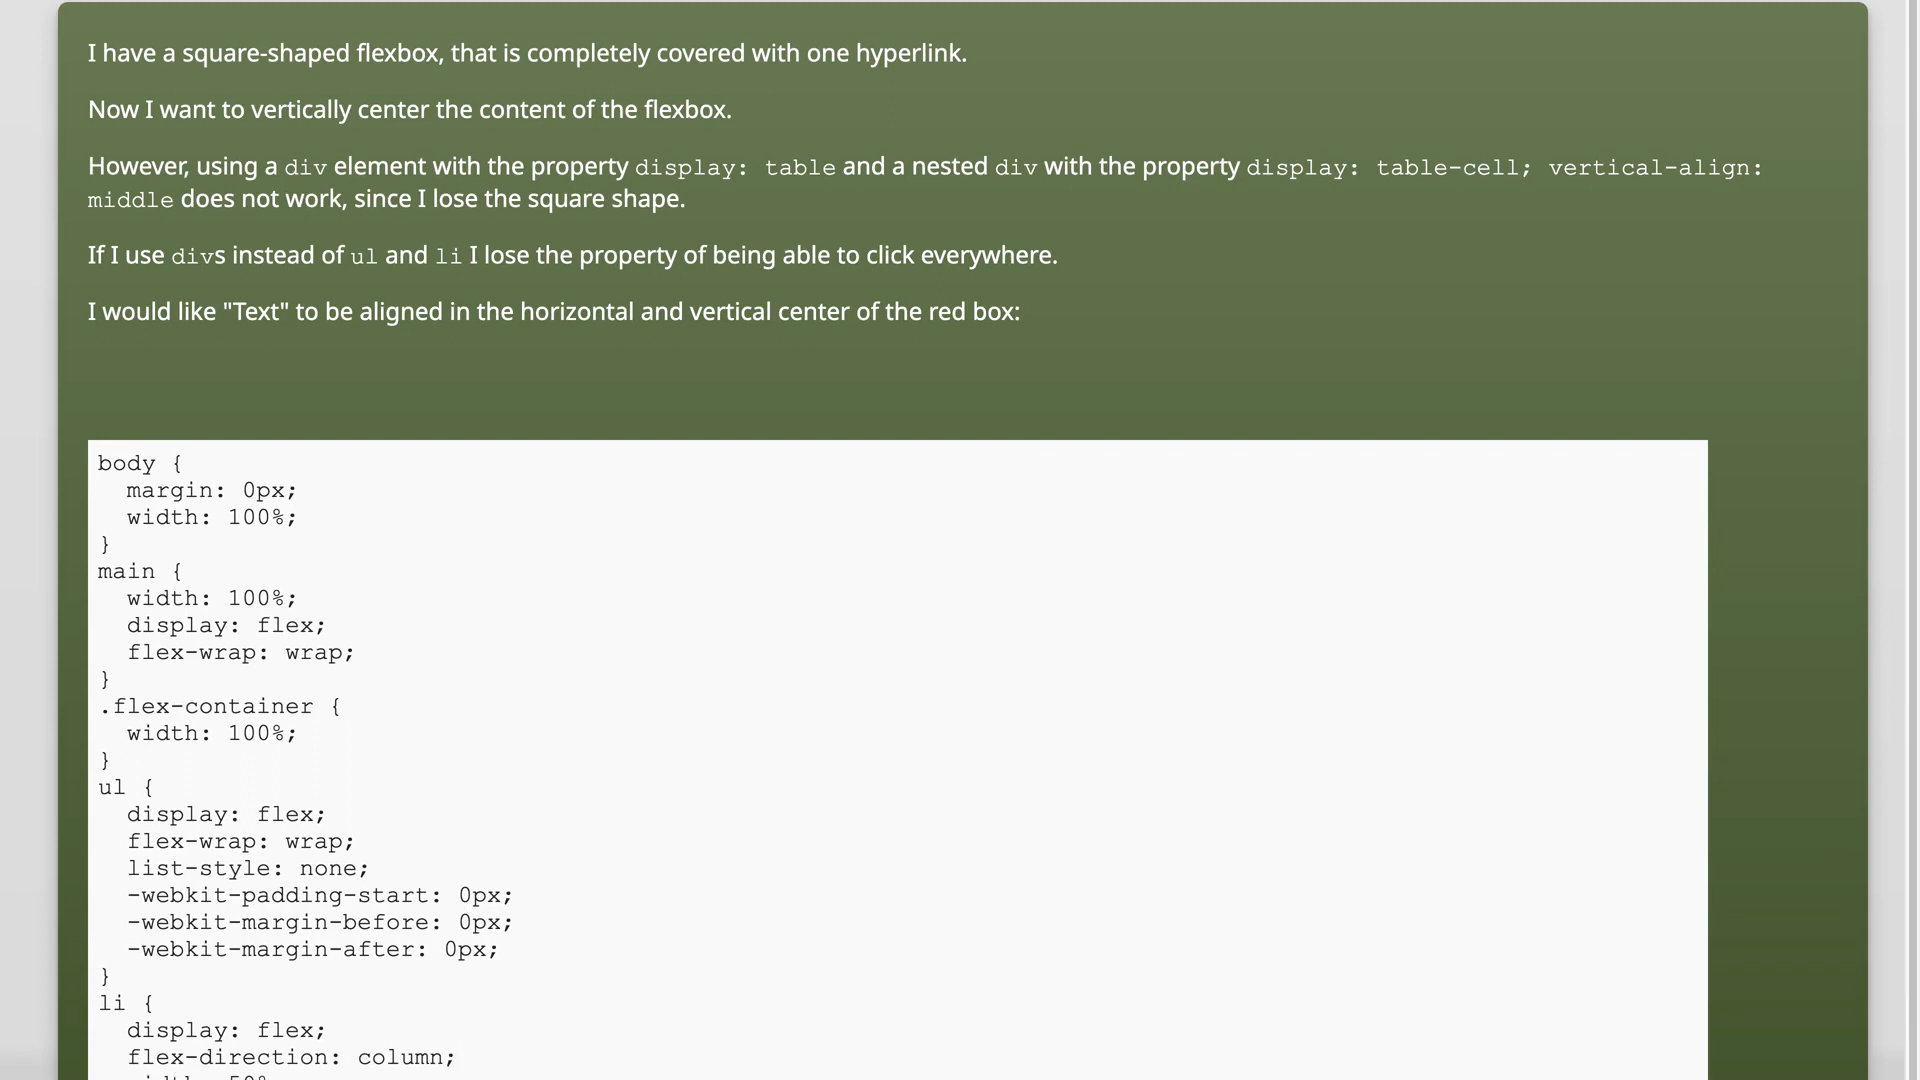 I have a square-shaped flexbox, that is completely covered with one hyperlink.
Now I want to vertically center the content of the flexbox.
However, using a div element with the property display: table and a nested div with the property display: table-cell; vertical-align:
middle does not work, since I lose the square shape.
If I use divs instead of ul and li I lose the property of being able to click everywhere.
I would like "Text" to be aligned in the horizontal and vertical center of the red box:
body {
  margin: 0px;
  width: 100%;
}
main {
  width: 100%;
  display: flex;
  flex-wrap: wrap;
}
.flex-container {
  width: 100%;
}
ul {
  display: flex;
  flex-wrap: wrap;
  list-style: none;
  -webkit-padding-start: 0px;
  -webkit-margin-before: 0px;
  -webkit-margin-after: 0px;
}
li {
  display: flex;
  flex-direction: column;